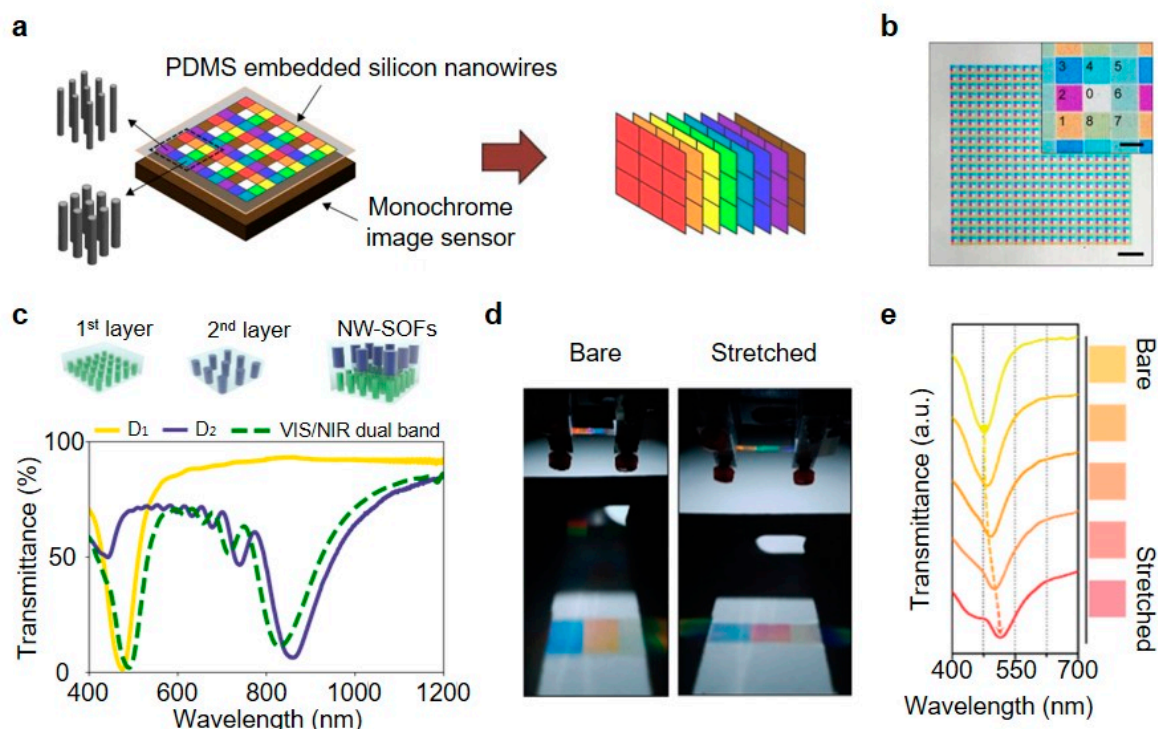 a
PDMS embedded silicon nanowires
Monochrome
image sensor
b
3 4 5
2 0 6
1 8 7
c
1st layer
2nd layer
NW-SOFs
D1
D2
VIS/NIR dual band
Transmittance (%)
100
50
0
400 600 800 1000 1200
Wavelength (nm)
d
Bare
Stretched
e
Transmittance (a.u.)
400 550 700
Wavelength (nm)
Bare
Stretched